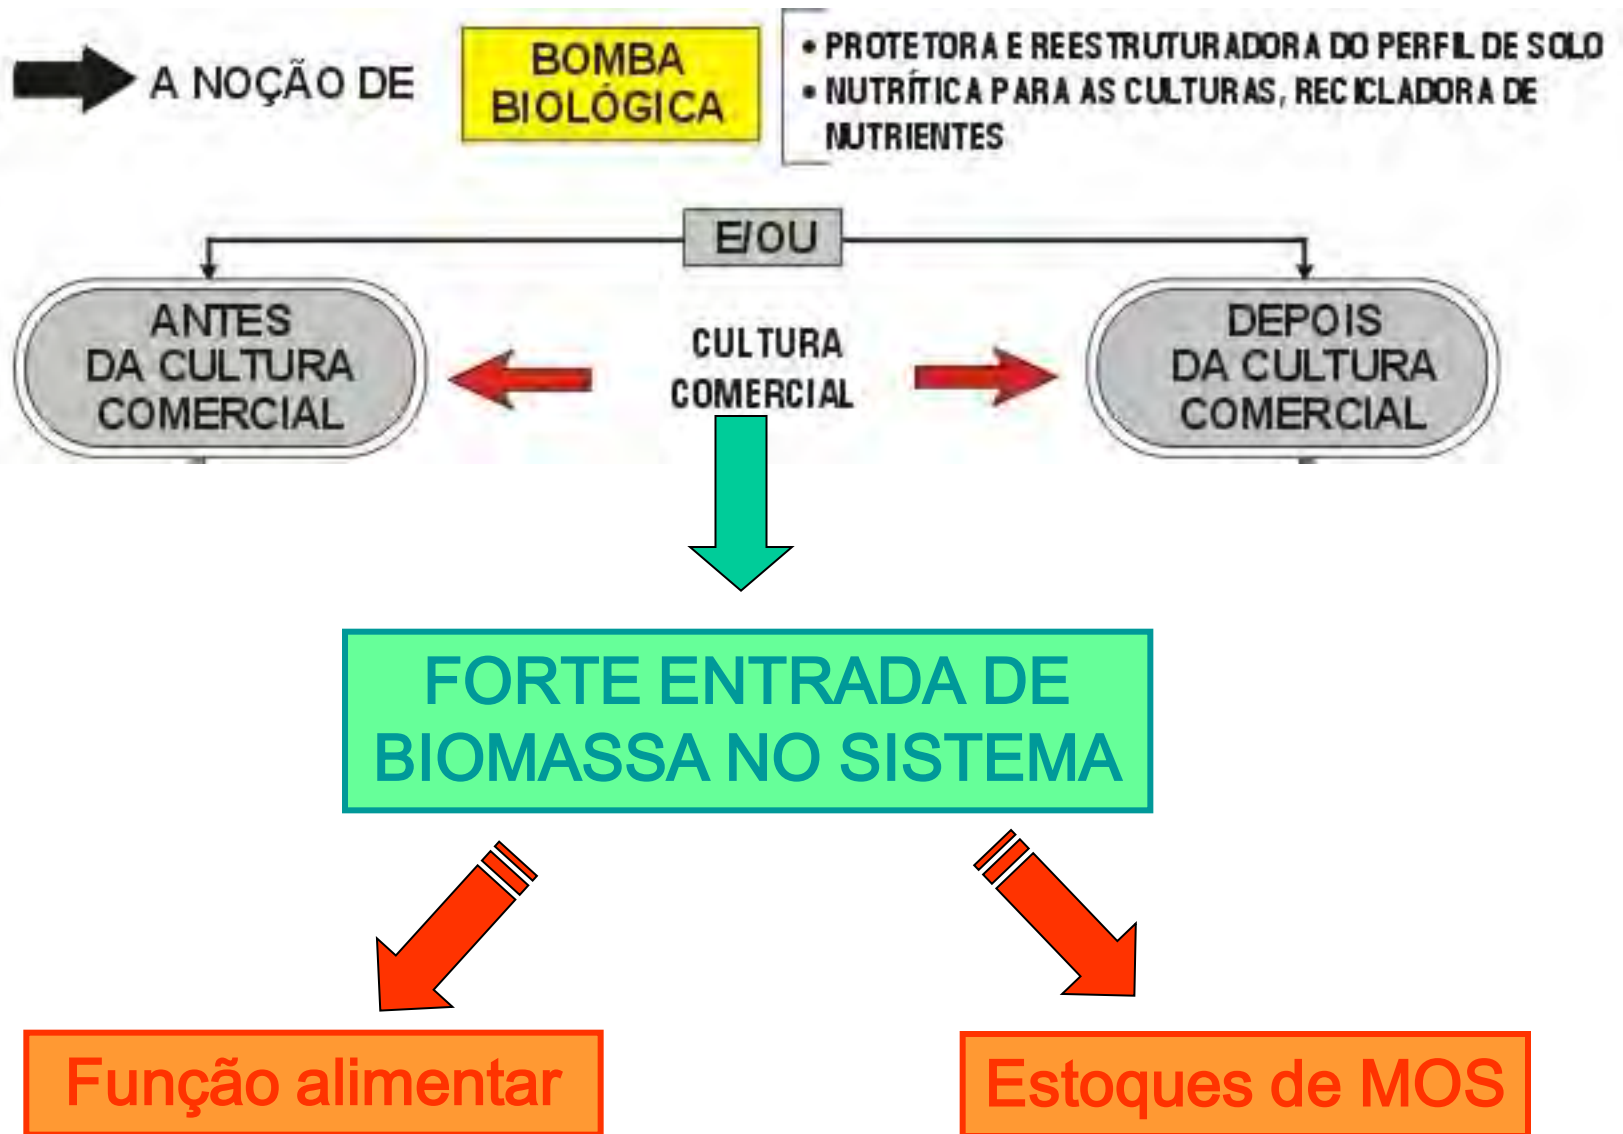 A NOÇÃO DE
BOMBA
BIOLÓGICA
• PROTETORA E REESTRUTURADORA DO PERFIL DE SOLO
• NUTRÍTICA PARA AS CULTURAS, RECICLADORA DE
NUTRIENTES
E/OU
ANTES
DA CULTURA
COMERCIAL
CULTURA
COMERCIAL
DEPOIS
DA CULTURA
COMERCIAL
FORTE ENTRADA DE
BIOMASSA NO SISTEMA
Função alimentar
Estoques de MOS